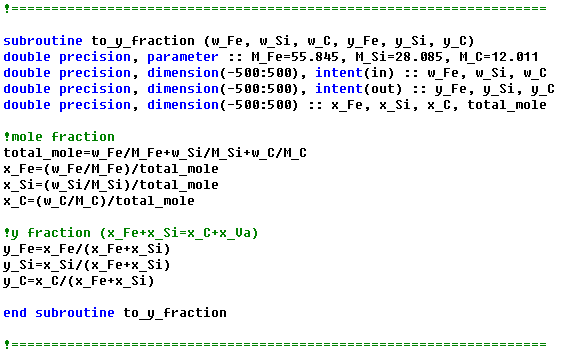 !===================================================================
subroutine to_y_fraction (w_Fe, w_Si, w_C, y_Fe, y_Si, y_C)
double precision, parameter :: M_Fe=55.845, M_Si=28.085, M_C=12.011
double precision, dimension(-500:500), intent(in) :: w_Fe, w_Si, w_C
double precision, dimension(-500:500), intent(out) :: y_Fe, y_Si, y_C
double precision, dimension(-500:500) :: x_Fe, x_Si, x_C, total_mole
!mole fraction
total_mole=w_Fe/M_Fe+w_Si/M_Si+w_C/M_C
x_Fe=(w_Fe/M_Fe)/total_mole
x_Si=(w_Si/M_Si)/total_mole
x_C=(w_C/M_C)/total_mole
!y fraction (x_Fe+x_Si=x_C+x_Va)
y_Fe=x_Fe/(x_Fe+x_Si)
y_Si=x_Si/(x_Fe+x_Si)
y_C=x_C/(x_Fe+x_Si)
end subroutine to_y_fraction
!===================================================================